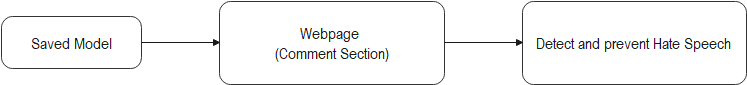 Saved Model
Webpage
(Comment Section)
Detect and prevent Hate Speech